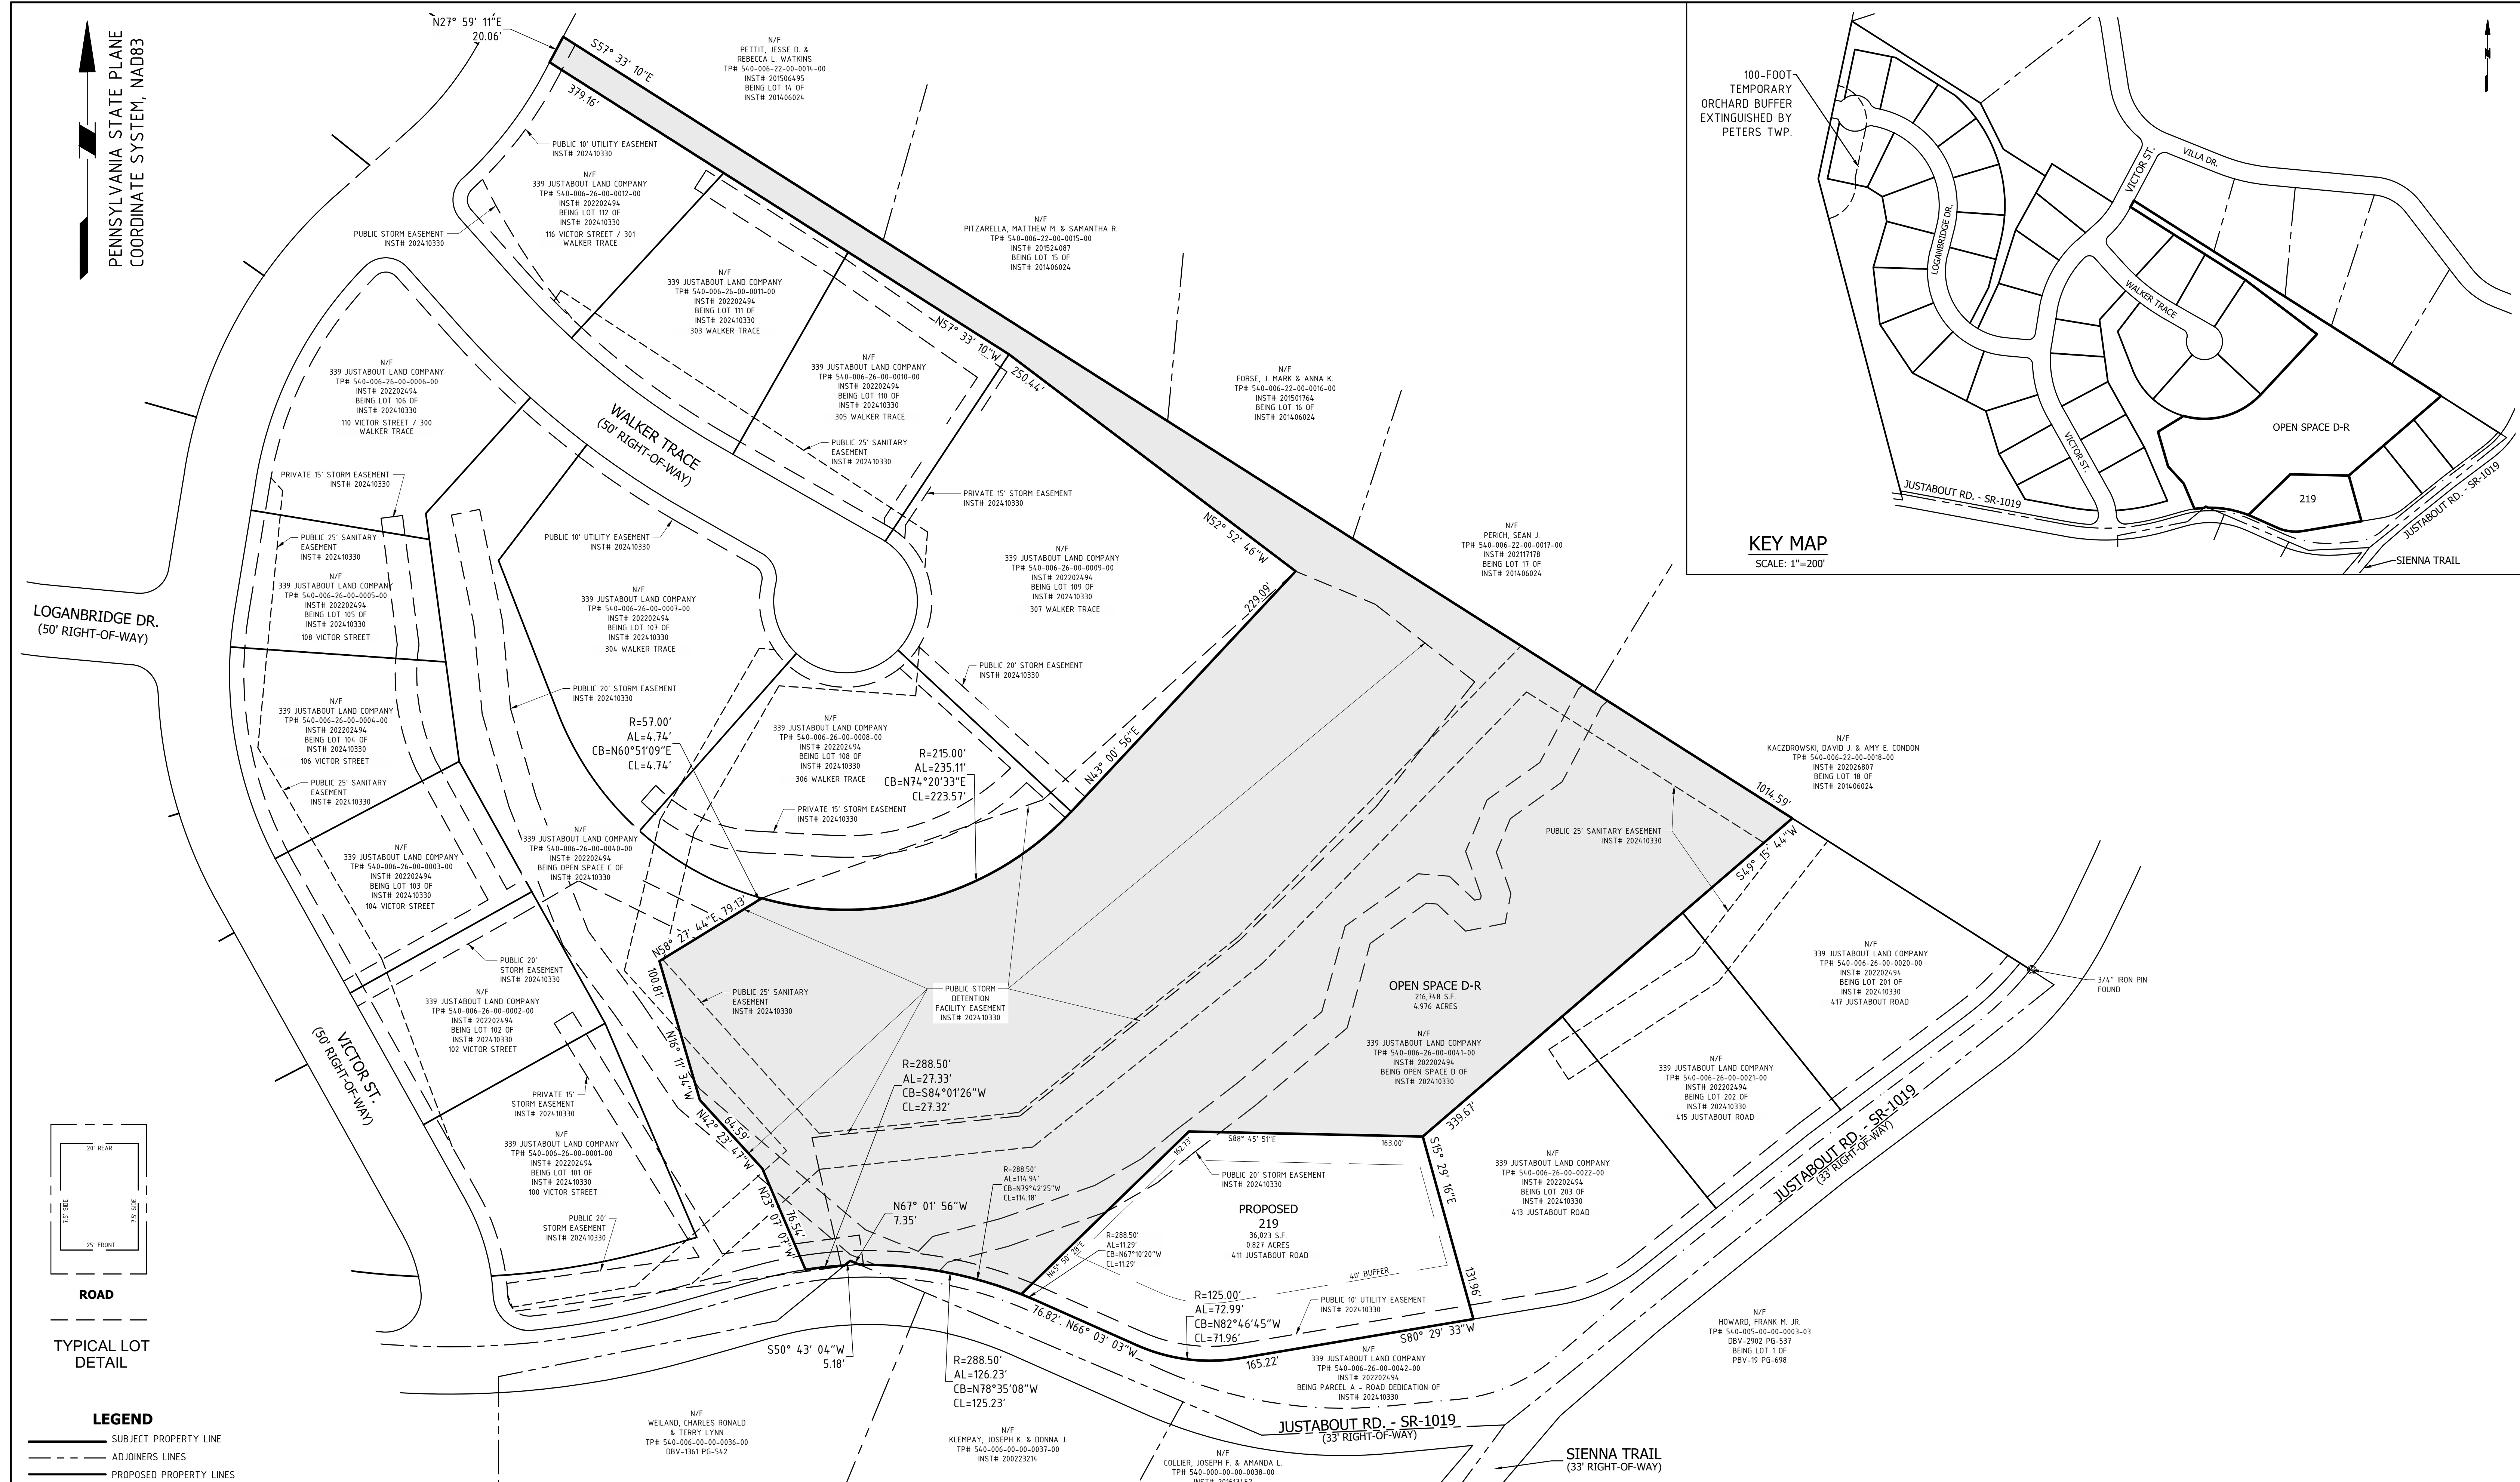 PENNSYLVANIA STATE PLANE
COORDINATE SYSTEM, NAD83
N27° 59' 11"E
20.06'
S57° 33' 10"E
379.16'
N/F
PETTIT, JESSE D. &
REBECCA L. WATKINS
TP# 540-006-22-00-0014-00
INST# 201506495
BEING LOT 14 OF
INST# 201406024
PUBLIC 10' UTILITY EASEMENT
INST# 202410330
N/F
339 JUSTABOUT LAND COMPANY
TP# 540-006-26-00-0012-00
INST# 202202494
BEING LOT 112 OF
INST# 202410330
116 VICTOR STREET / 301
WALKER TRACE
PUBLIC STORM EASEMENT
INST# 202410330
N/F
PITZARELLA, MATTHEW M. & SAMANTHA R.
TP# 540-006-22-00-0015-00
INST# 201524087
BEING LOT 15 OF
INST# 201406024
N/F
339 JUSTABOUT LAND COMPANY
TP# 540-006-26-00-0011-00
INST# 202202494
BEING LOT 111 OF
INST# 202410330
303 WALKER TRACE
N57° 33' 10"W
250.44'
N/F
339 JUSTABOUT LAND COMPANY
TP# 540-006-26-00-0010-00
INST# 202202494
BEING LOT 110 OF
INST# 202410330
305 WALKER TRACE
N/F
339 JUSTABOUT LAND COMPANY
TP# 540-006-26-00-0006-00
INST# 202202494
BEING LOT 106 OF
INST# 202410330
110 VICTOR STREET / 300
WALKER TRACE
N/F
FORSE, J. MARK & ANNA K.
TP# 540-006-22-00-0016-00
INST# 201501764
BEING LOT 16 OF
INST# 201406024
WALKER TRACE
(50' RIGHT-OF-WAY)
PUBLIC 25' SANITARY
EASEMENT
INST# 202410330
PRIVATE 15' STORM EASEMENT
INST# 202410330
PRIVATE 15' STORM EASEMENT
INST# 202410330
PUBLIC 25' SANITARY
EASEMENT
INST# 202410330
PUBLIC 10' UTILITY EASEMENT
INST# 202410330
N52° 52' 46"W
229.09'
N/F
PERICH, SEAN J.
TP# 540-006-22-00-0017-00
INST# 202117178
BEING LOT 17 OF
INST# 201406024
N/F
339 JUSTABOUT LAND COMPANY
TP# 540-006-26-00-0009-00
INST# 202202494
BEING LOT 109 OF
INST# 202410330
307 WALKER TRACE
N/F
339 JUSTABOUT LAND COMPANY
TP# 540-006-26-00-0005-00
INST# 202202494
BEING LOT 105 OF
INST# 202410330
108 VICTOR STREET
LOGANBRIDGE DR.
(50' RIGHT-OF-WAY)
N/F
339 JUSTABOUT LAND COMPANY
TP# 540-006-26-00-0007-00
INST# 202202494
BEING LOT 107 OF
INST# 202410330
304 WALKER TRACE
PUBLIC 20' STORM EASEMENT
INST# 202410330
PUBLIC 20' STORM EASEMENT
INST# 202410330
N/F
339 JUSTABOUT LAND COMPANY
TP# 540-006-26-00-0004-00
INST# 202202494
BEING LOT 104 OF
INST# 202410330
106 VICTOR STREET
R=57.00'
AL=4.74'
CB=N60°51'09"E
CL=4.74'
N/F
339 JUSTABOUT LAND COMPANY
TP# 540-006-26-00-0008-00
INST# 202202494
BEING LOT 108 OF
INST# 202410330
306 WALKER TRACE
R=215.00'
AL=235.11'
CB=N74°20'33"E
CL=223.57'
N43° 00' 56"E
N/F
KACZDROWSKI, DAVID J. & AMY E. CONDON
TP# 540-006-22-00-0018-00
INST# 202026807
BEING LOT 18 OF
INST# 201406024
1014.59'
PUBLIC 25' SANITARY
EASEMENT
INST# 202410330
PRIVATE 15' STORM EASEMENT
INST# 202410330
PUBLIC 25' SANITARY EASEMENT
INST# 202410330
S49° 15' 44"W
N/F
339 JUSTABOUT LAND COMPANY
TP# 540-006-26-00-0040-00
INST# 202202494
BEING OPEN SPACE C OF
INST# 202410330
N/F
339 JUSTABOUT LAND COMPANY
TP# 540-006-26-00-0003-00
INST# 202202494
BEING LOT 103 OF
INST# 202410330
104 VICTOR STREET
N58° 27' 44"E 79.13'
100.81'
N16° 11' 34"W
PUBLIC 20'
STORM EASEMENT
INST# 202410330
PUBLIC 25' SANITARY
EASEMENT
INST# 202410330
PUBLIC STORM
DETENTION
FACILITY EASEMENT
INST# 202410330
OPEN SPACE D-R
216,748 S.F.
4.976 ACRES
N/F
339 JUSTABOUT LAND COMPANY
TP# 540-006-26-00-0041-00
INST# 202202494
BEING OPEN SPACE D OF
INST# 202410330
N/F
339 JUSTABOUT LAND COMPANY
TP# 540-006-26-00-0020-00
INST# 202202494
BEING LOT 201 OF
INST# 202410330
417 JUSTABOUT ROAD
3/4" IRON PIN
FOUND
N/F
339 JUSTABOUT LAND COMPANY
TP# 540-006-26-00-0002-00
INST# 202202494
BEING LOT 102 OF
INST# 202410330
102 VICTOR STREET
VICTOR ST.
(50' RIGHT-OF-WAY)
R=288.50'
AL=27.33'
CB=S84°01'26"W
CL=27.32'
N/F
339 JUSTABOUT LAND COMPANY
TP# 540-006-26-00-0021-00
INST# 202202494
BEING LOT 202 OF
INST# 202410330
415 JUSTABOUT ROAD
PRIVATE 15'
STORM EASEMENT
INST# 202410330
64.59'
N42° 23' 47"W
339.67'
JUSTABOUT RD. - SR-1019
(33' RIGHT-OF-WAY)
N/F
339 JUSTABOUT LAND COMPANY
TP# 540-006-26-00-0001-00
INST# 202202494
BEING LOT 101 OF
INST# 202410330
100 VICTOR STREET
162.73'
S88° 45' 51"E
163.00'
S15° 29' 16"E
N/F
339 JUSTABOUT LAND COMPANY
TP# 540-006-26-00-0022-00
INST# 202202494
BEING LOT 203 OF
INST# 202410330
413 JUSTABOUT ROAD
R=288.50'
AL=114.94'
CB=N79°42'25"W
CL=114.18'
PUBLIC 20' STORM EASEMENT
INST# 202410330
76.54'
N23° 07' 07"W
N67° 01' 56"W
7.35'
PROPOSED
219
36,023 S.F.
0.827 ACRES
411 JUSTABOUT ROAD
PUBLIC 20'
STORM EASEMENT
INST# 202410330
R=288.50'
AL=11.29'
CB=N67°10'20"W
CL=11.29'
N45° 50' 28"E
40' BUFFER
131.96'
R=125.00'
AL=72.99'
CB=N82°46'45"W
CL=71.96'
PUBLIC 10' UTILITY EASEMENT
INST# 202410330
76.82' N66° 03' 03"W
S80° 29' 33"W
165.22'
S50° 43' 04"W
5.18'
R=288.50'
AL=126.23'
CB=N78°35'08"W
CL=125.23'
N/F
339 JUSTABOUT LAND COMPANY
TP# 540-006-26-00-0042-00
INST# 202202494
BEING PARCEL A - ROAD DEDICATION OF
INST# 202410330
N/F
HOWARD, FRANK M. JR.
TP# 540-005-00-00-0003-03
DBV-2902 PG-537
BEING LOT 1 OF
PBV-19 PG-698
JUSTABOUT RD. - SR-1019
(33' RIGHT-OF-WAY)
SIENNA TRAIL
(33' RIGHT-OF-WAY)
N/F
WEILAND, CHARLES RONALD
& TERRY LYNN
TP# 540-006-00-00-0036-00
DBV-1361 PG-542
N/F
KLEMPAY, JOSEPH K. & DONNA J.
TP# 540-006-00-00-0037-00
INST# 200223214
N/F
COLLIER, JOSEPH F. & AMANDA L.
TP# 540-000-00-00-0038-00
INST# 201613452
20' REAR
7.5' SIDE
7.5' SIDE
25' FRONT
ROAD
TYPICAL LOT
DETAIL
LEGEND
SUBJECT PROPERTY LINE
ADJOINERS LINES
PROPOSED PROPERTY LINES
100-FOOT
TEMPORARY
ORCHARD BUFFER
EXTINGUISHED BY
PETERS TWP.
N
VILLA DR.
VICTOR ST.
LOGANBRIDGE DR.
WALKER TRACE
OPEN SPACE D-R
VICTOR ST.
219
JUSTABOUT RD. - SR-1019
JUSTABOUT RD. - SR-1019
SIENNA TRAIL
KEY MAP
SCALE: 1"=200'